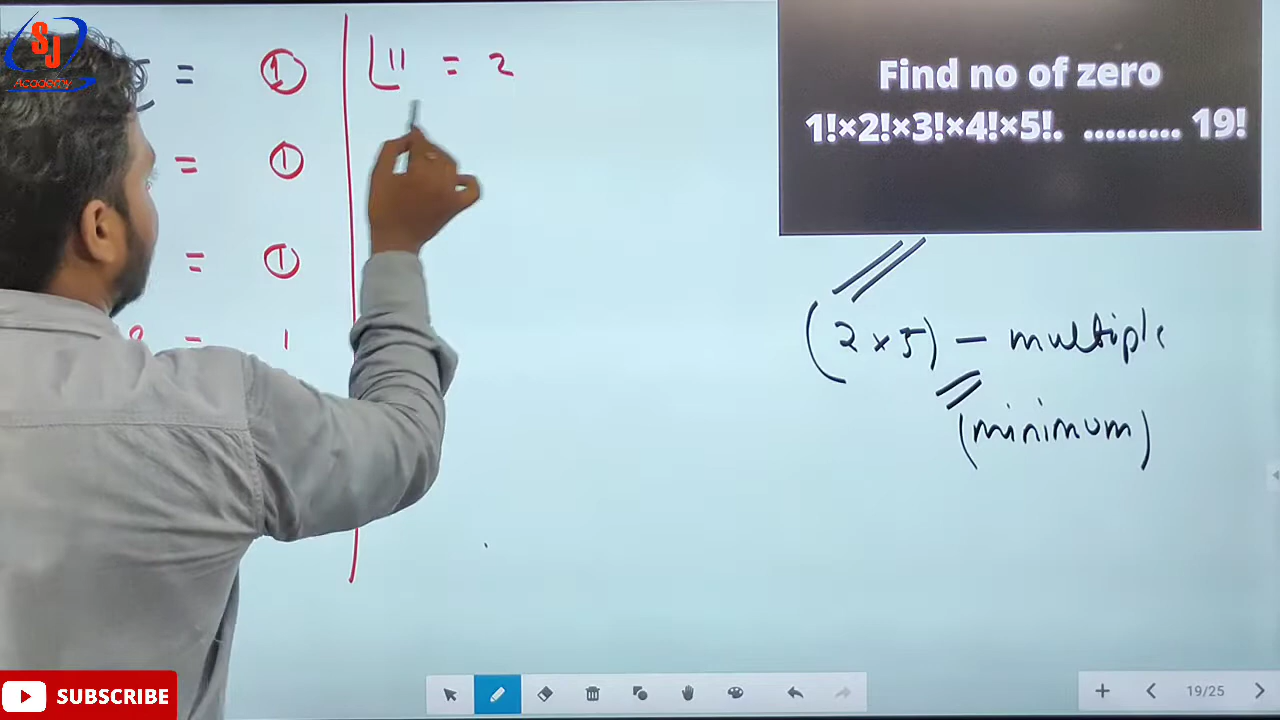 SJ
Academy
= 1
= 1
= 1
= 1
11 = 2
Find no of zero
1!×2!×3!×4!×5!. ......... 19!
(2 × 5) — multiple
(minimum)
SUBSCRIBE
19/25